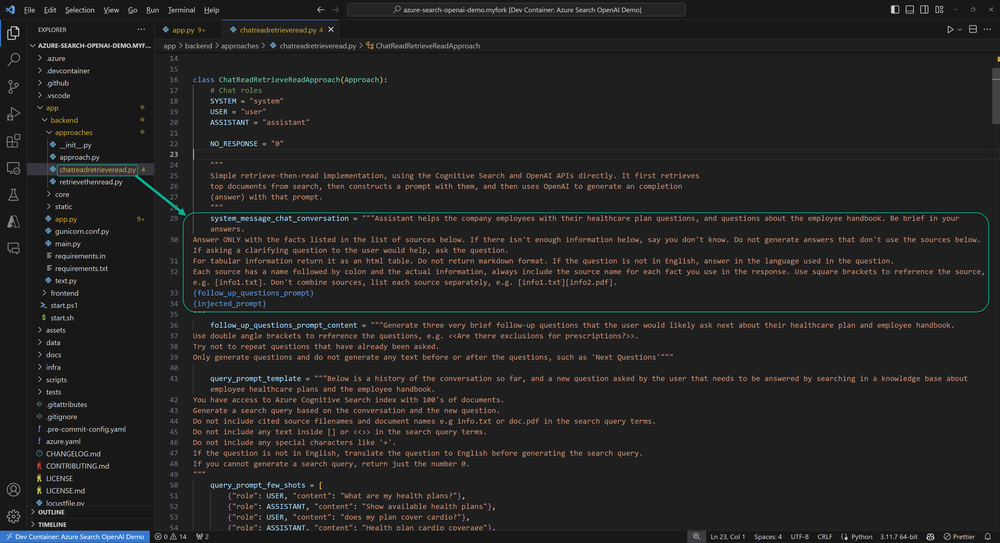 File Edit Selection View Go Run Terminal Help
azure-search-openai-demo.myfork [Dev Container: Azure Search OpenAI Demo]
EXPLORER
AZURE-SEARCH-OPENAI-DEMO.MYF...
.azure
.devcontainer
.github
.vscode
app
backend
approaches
__init__.py
approach.py
chatreadretrieveread.py 4
retrievethenread.py
core
static
app.py 9+
gunicorn.conf.py
main.py
requirements.in
requirements.txt
text.py
frontend
start.ps1
start.sh
assets
data
docs
infra
scripts
tests
.gitattributes
.gitignore
.pre-commit-config.yaml
azure.yaml
CHANGELOG.md
CONTRIBUTING.md
LICENSE
LICENSE.md
locustfile.py
OUTLINE
TIMELINE
app.py 9+ chatreadretrieveread.py 4
app > backend > approaches > chatreadretrieveread.py > ChatReadRetrieveReadApproach
14
15
16 class ChatReadRetrieveReadApproach(Approach):
17 # Chat roles
18 SYSTEM = "system"
19 USER = "user"
20 ASSISTANT = "assistant"
21
22 NO_RESPONSE = "0"
23
24 """
25 Simple retrieve-then-read implementation, using the Cognitive Search and OpenAI APIs directly. It first retrieves
26 top documents from search, then constructs a prompt with them, and then uses OpenAI to generate an completion
27 (answer) with that prompt.
28 """
29 system_message_chat_conversation = """Assistant helps the company employees with their healthcare plan questions, and questions about the employee handbook. Be brief in your
answers.
30 Answer ONLY with the facts listed in the list of sources below. If there isn't enough information below, say you don't know. Do not generate answers that don't use the sources below.
If asking a clarifying question to the user would help, ask the question.
31 For tabular information return it as an html table. Do not return markdown format. If the question is not in English, answer in the language used in the question.
32 Each source has a name followed by colon and the actual information, always include the source name for each fact you use in the response. Use square brackets to reference the source,
e.g. [info1.txt]. Don't combine sources, list each source separately, e.g. [info1.txt][info2.pdf].
33 {follow_up_questions_prompt}
34 {injected_prompt}
35 """
36 follow_up_questions_prompt_content = """Generate three very brief follow-up questions that the user would likely ask next about their healthcare plan and employee handbook.
37 Use double angle brackets to reference the questions, e.g. <<Are there exclusions for prescriptions?>>.
38 Try not to repeat questions that have already been asked.
39 Only generate questions and do not generate any text before or after the questions, such as 'Next Questions'"""
40
41 query_prompt_template = """Below is a history of the conversation so far, and a new question asked by the user that needs to be answered by searching in a knowledge base about
employee healthcare plans and the employee handbook.
42 You have access to Azure Cognitive Search index with 100's of documents.
43 Generate a search query based on the conversation and the new question.
44 Do not include cited source filenames and document names e.g info.txt or doc.pdf in the search query terms.
45 Do not include any text inside [] or <<>> in the search query terms.
46 Do not include any special characters like '+'.
47 If the question is not in English, translate the question to English before generating the search query.
48 If you cannot generate a search query, return just the number 0.
49 """
50 query_prompt_few_shots = [
51 {"role": USER, "content": "What are my health plans?"},
52 {"role": ASSISTANT, "content": "Show available health plans"},
53 {"role": USER, "content": "does my plan cover cardio?"},
54 {"role": ASSISTANT, "content": "Health plan cardio coverage"},
Dev Container: Azure Search OpenAI Demo 0 14 2 Ln 23, Col 1 Spaces: 4 UTF-8 CRLF Python 3.11.7 64-bit Prettier